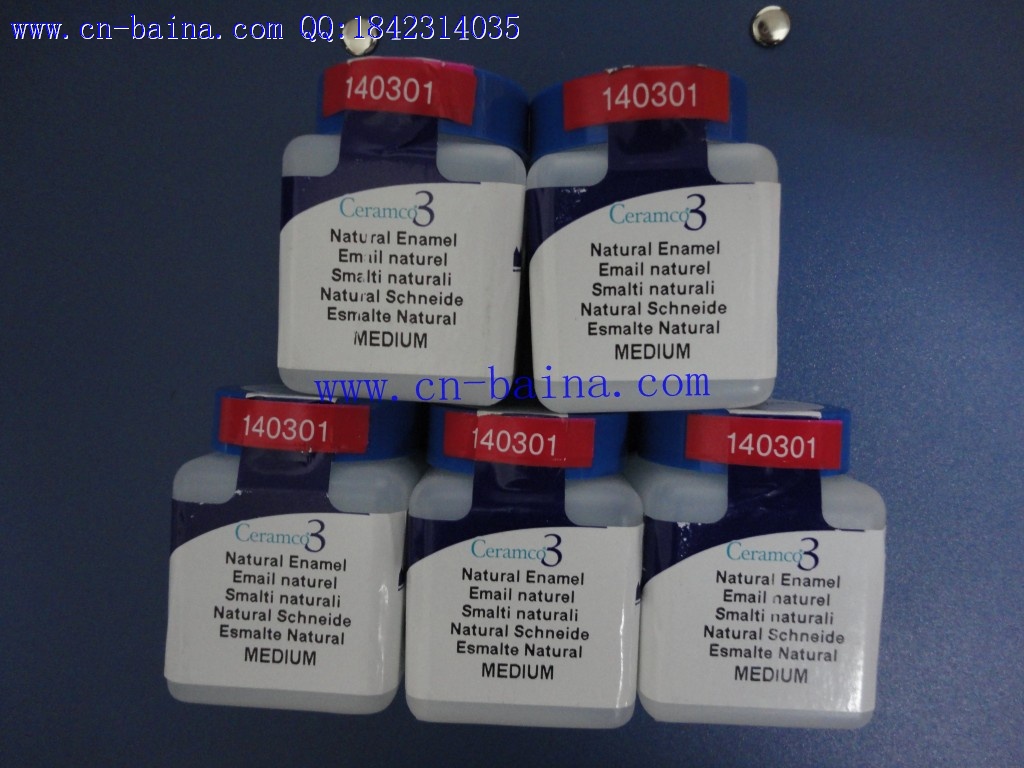 www.cn-baina.com QQ:1842314035
140301
Ceramco3
Natural Enamel
Email naturel
Smalti naturali
Natural Schneide
Esmalte Natural
MEDIUM
140301
Ceramco3
Natural Enamel
Email naturel
Smalti naturali
Natural Schneide
Esmalte Natural
MEDIUM
www.cn-baina.com
140301
Ceramco3
Natural Enamel
Email naturel
Smalti naturali
Natural Schneide
Esmalte Natural
MEDIUM
140301
Ceramco3
Natural Enamel
Email naturel
Smalti naturali
Natural Schneide
Esmalte Natural
MEDIUM
140301
Ceramco3
Natural Enamel
Email naturel
Smalti naturali
Natural Schneide
Esmalte Natural
MEDIUM